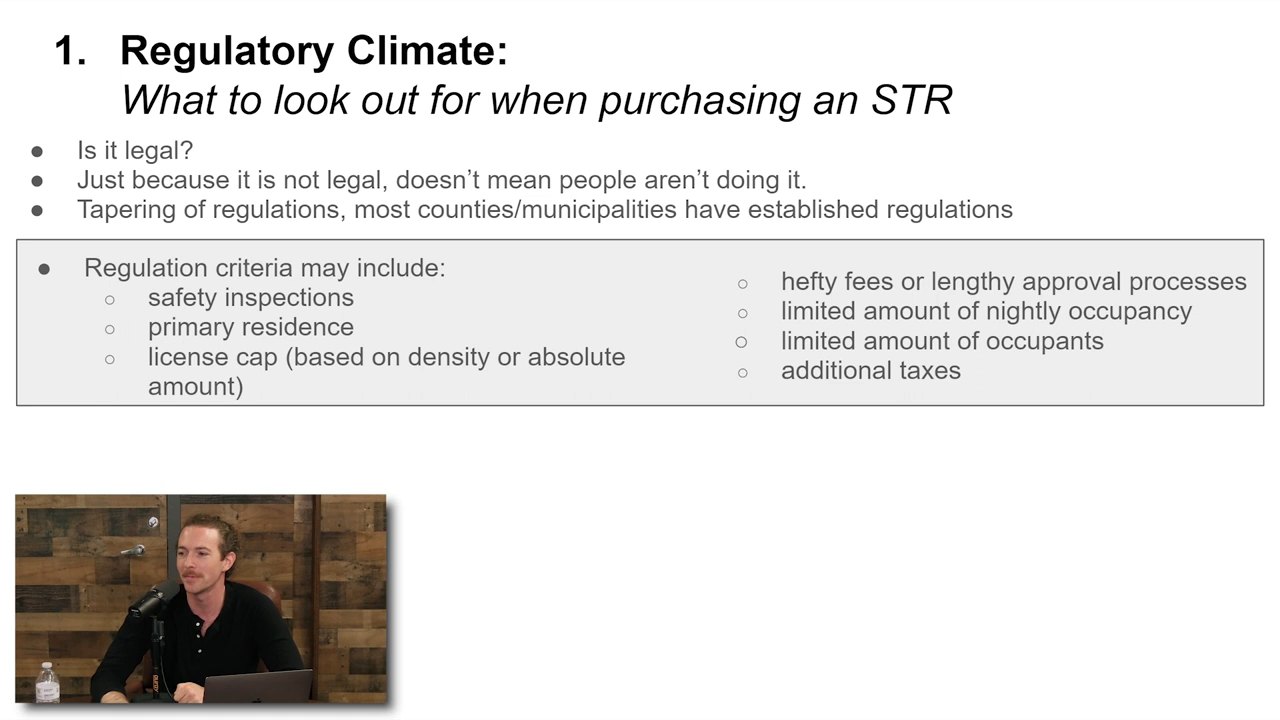 1. Regulatory Climate:
What to look out for when purchasing an STR
● Is it legal?
● Just because it is not legal, doesn’t mean people aren’t doing it.
● Tapering of regulations, most counties/municipalities have established regulations
● Regulation criteria may include:
○ safety inspections
○ primary residence
○ license cap (based on density or absolute
amount)
○ hefty fees or lengthy approval processes
○ limited amount of nightly occupancy
○ limited amount of occupants
○ additional taxes